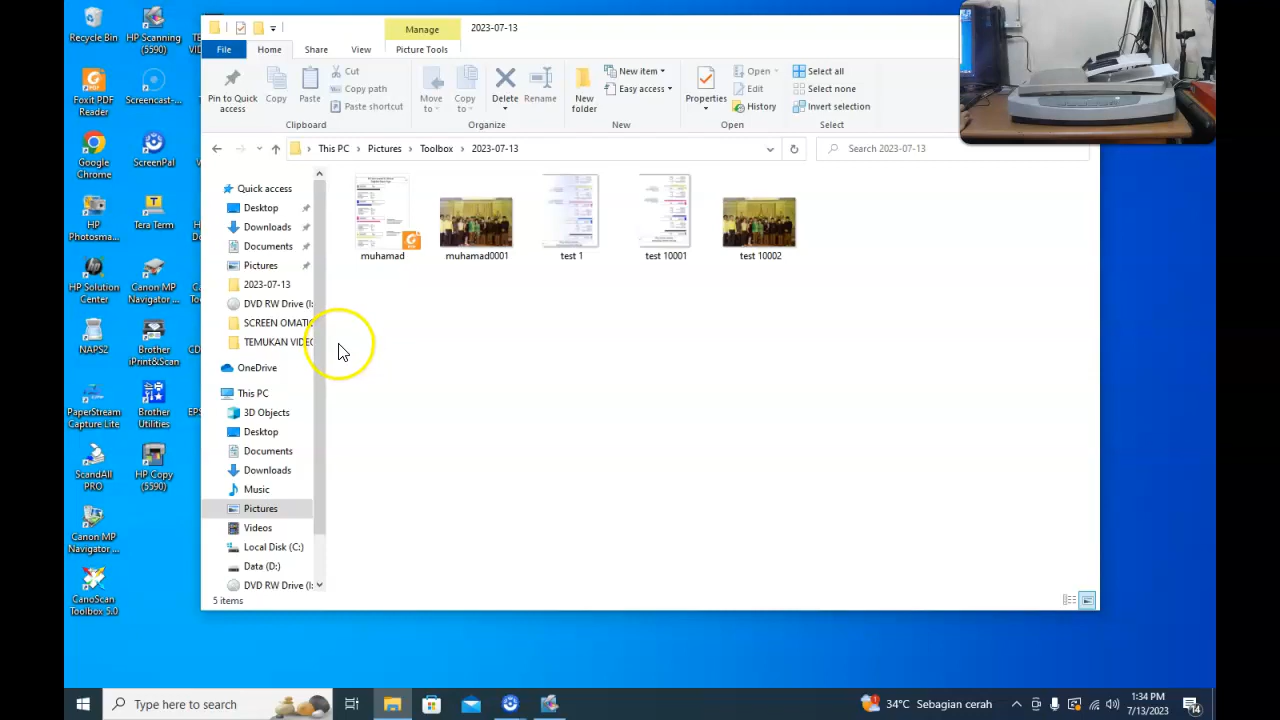 Manage
2023-07-13
File
Home
Share
View
Picture Tools
Pin to Quick
access
Copy
Paste
Cut
Copy path
Paste shortcut
Clipboard
Move
to
Copy
to
Delete
Rename
Organize
New
folder
New item
Easy access
New
Properties
Open
Edit
History
Open
Select all
Select none
Invert selection
Select
This PC
Pictures
Toolbox
2023-07-13
Search 2023-07-13
Quick access
Desktop
Downloads
Documents
Pictures
2023-07-13
DVD RW Drive (I:
SCREEN OMATIC
TEMUKAN VIDEO
OneDrive
This PC
3D Objects
Desktop
Documents
Downloads
Music
Pictures
Videos
Local Disk (C:)
Data (D:)
DVD RW Drive (I:
muhamad
muhamad0001
test 1
test 10001
test 10002
5 items
Recycle Bin
HP Scanning
(5590)
Foxit PDF
Reader
Screencast-...
Google
Chrome
ScreenPal
HP
Photosma...
Tera Term
HP Solution
Center
Canon MP
Navigator ...
NAPS2
Brother
iPrint&Scan
PaperStream
Capture Lite
Brother
Utilities
ScandAll
PRO
HP Copy
(5590)
Canon MP
Navigator ...
CanoScan
Toolbox 5.0
Type here to search
34°C Sebagian cerah
1:34 PM
7/13/2023
14